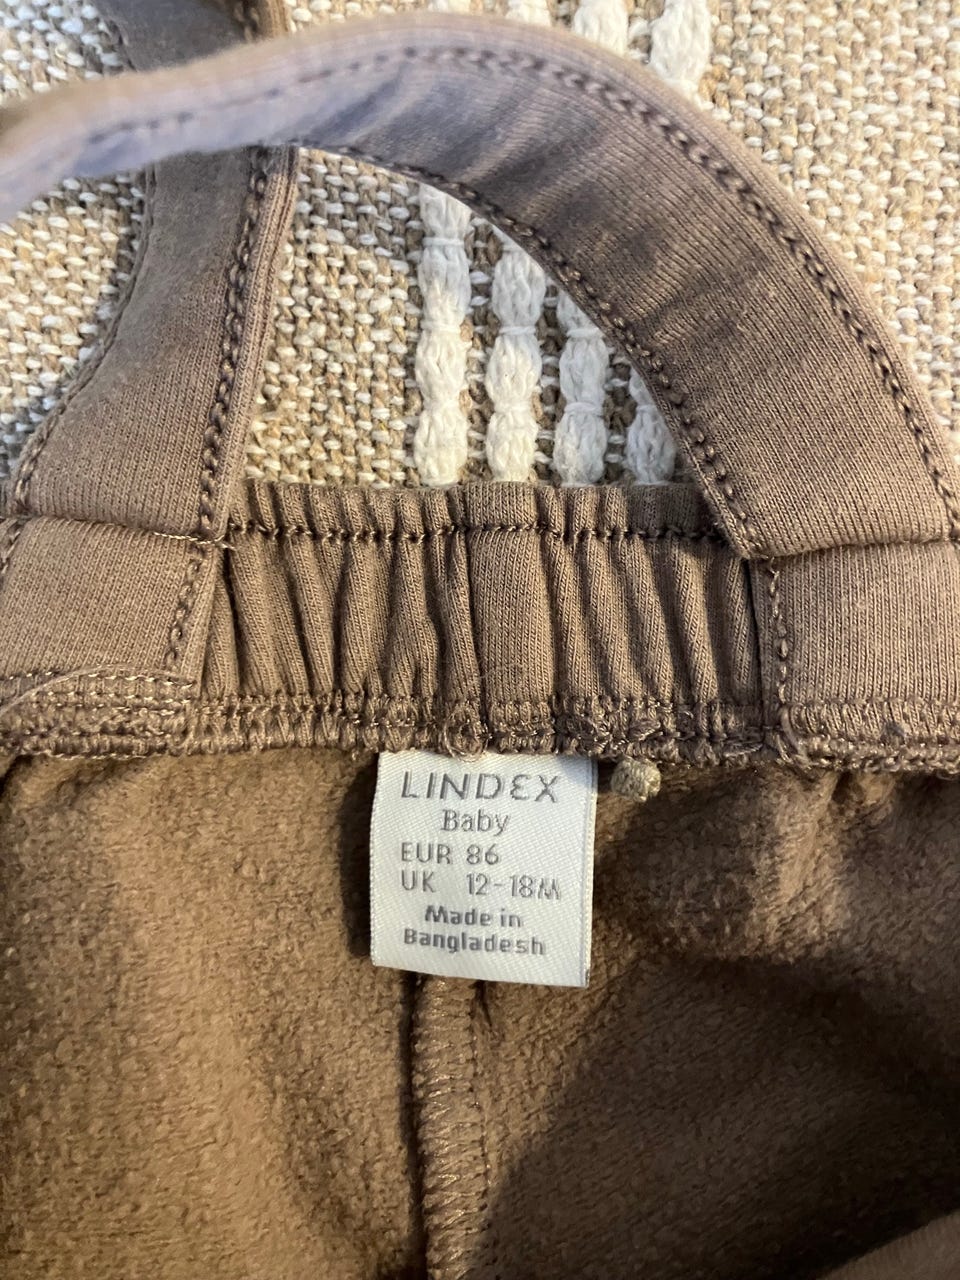 LINDEX
Baby
EUR 86
UK 12-18M
Made in
Bangladesh